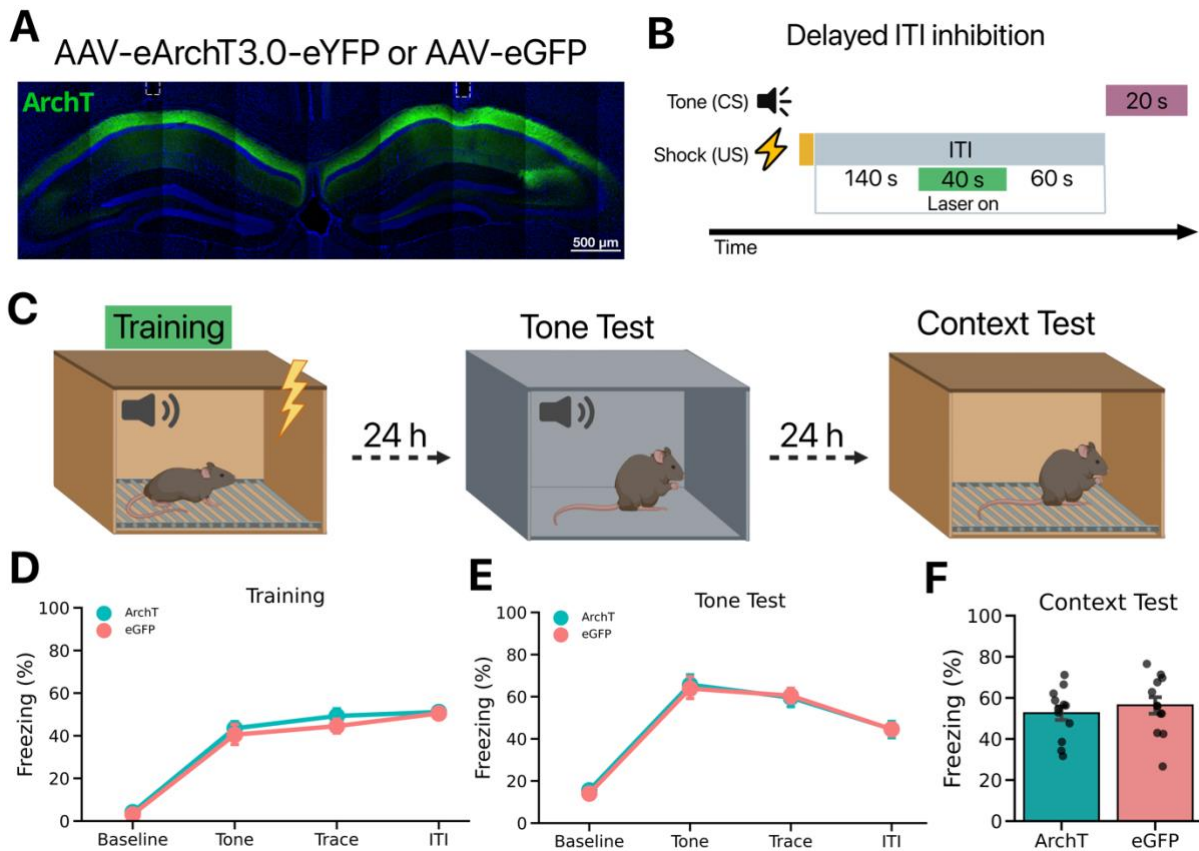 A
AAV-eArchT3.0-eYFP or AAV-eGFP
ArchT
500 µm
B
Delayed ITI inhibition
Tone (CS)
20 s
Shock (US)
ITI
140 s
40 s
60 s
Laser on
Time
C
Training
Tone Test
Context Test
24 h
24 h
D
Training
ArchT
eGFP
Freezing (%)
100
80
60
40
20
0
Baseline
Tone
Trace
ITI
E
Tone Test
ArchT
eGFP
Freezing (%)
100
80
60
40
20
0
Baseline
Tone
Trace
ITI
F
Context Test
Freezing (%)
100
80
60
40
20
0
ArchT
eGFP